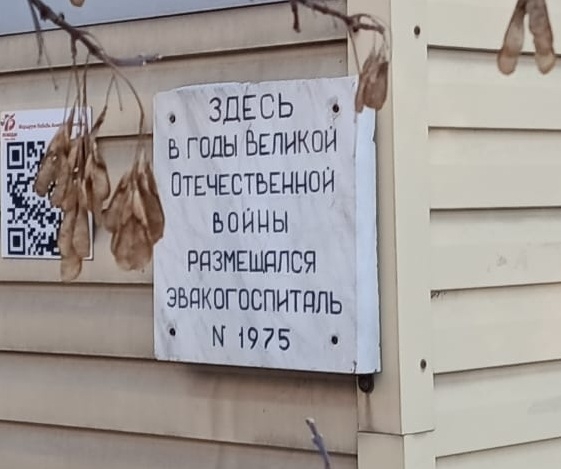 ЗДЕСЬ
В ГОДЫ ВЕЛИКОЙ
ОТЕЧЕСТВЕННОЙ
ВОЙНЫ
РАЗМЕЩАЛСЯ
ЭВАКОГОСПИТАЛЬ
N 1975